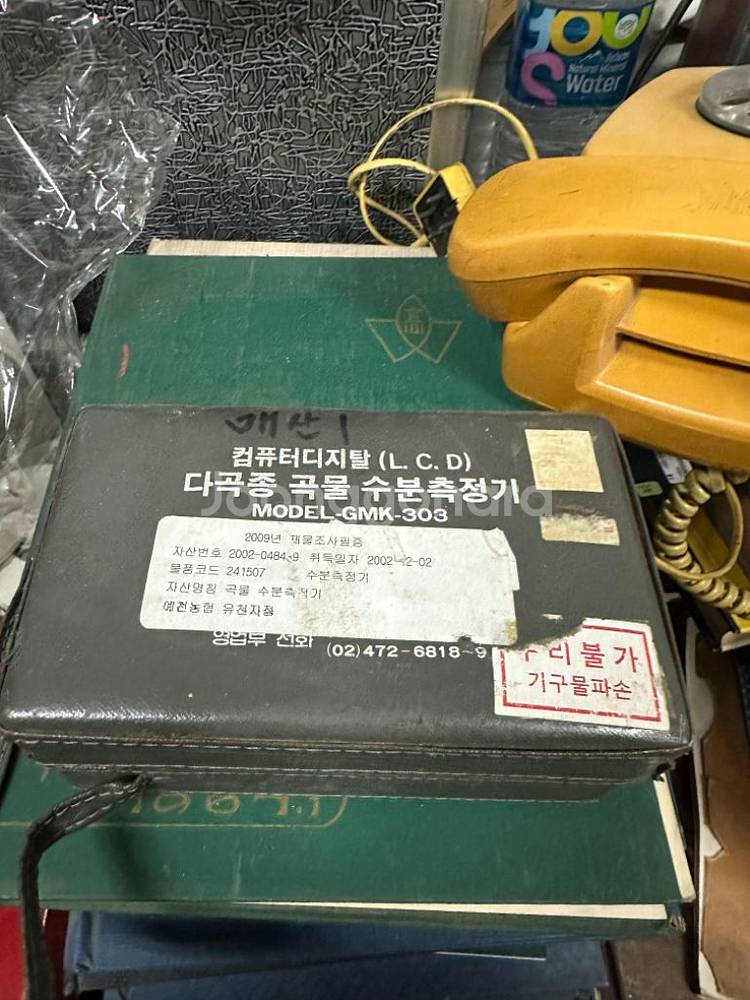 Water
高
매산 1
컴퓨터디지탈 (L. C. D)
다곡종 곡물 수분측정기
MODEL-GMK-303
2009년 재물조사필증
자산번호 2002-0484 9 취득일자 2002- 2-02
물품코드 241507 수분측정기
자산명칭 곡물 수분측정기
예천농협 유천지점
영업부 전화 (02)472-6818~9
리불가
기구물파손